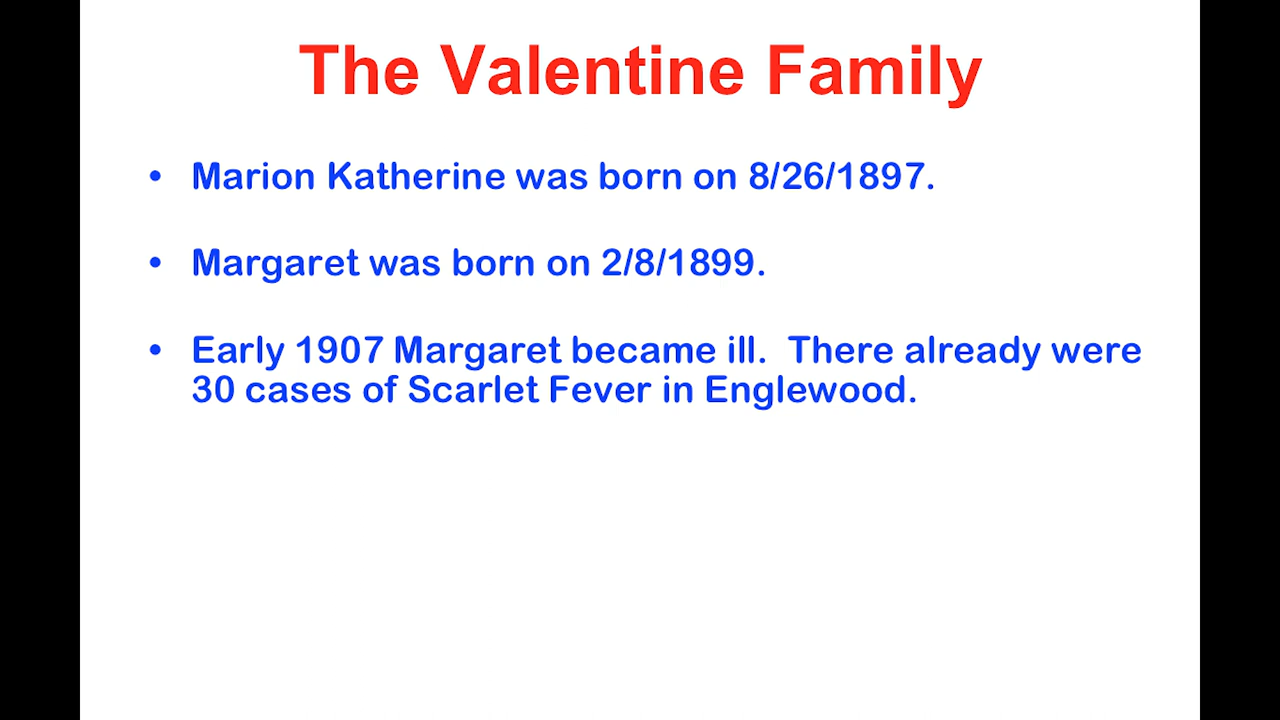 The Valentine Family
• Marion Katherine was born on 8/26/1897.
• Margaret was born on 2/8/1899.
• Early 1907 Margaret became ill.  There already were
30 cases of Scarlet Fever in Englewood.